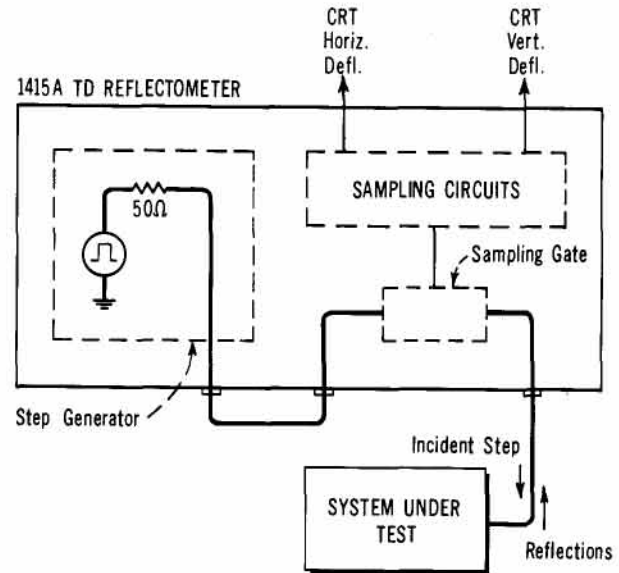 CRT
Horiz.
Defl.
CRT
Vert.
Defl.
1415A TD REFLECTOMETER
50Ω
SAMPLING CIRCUITS
Sampling Gate
Step Generator
Incident Step
SYSTEM UNDER
TEST
Reflections